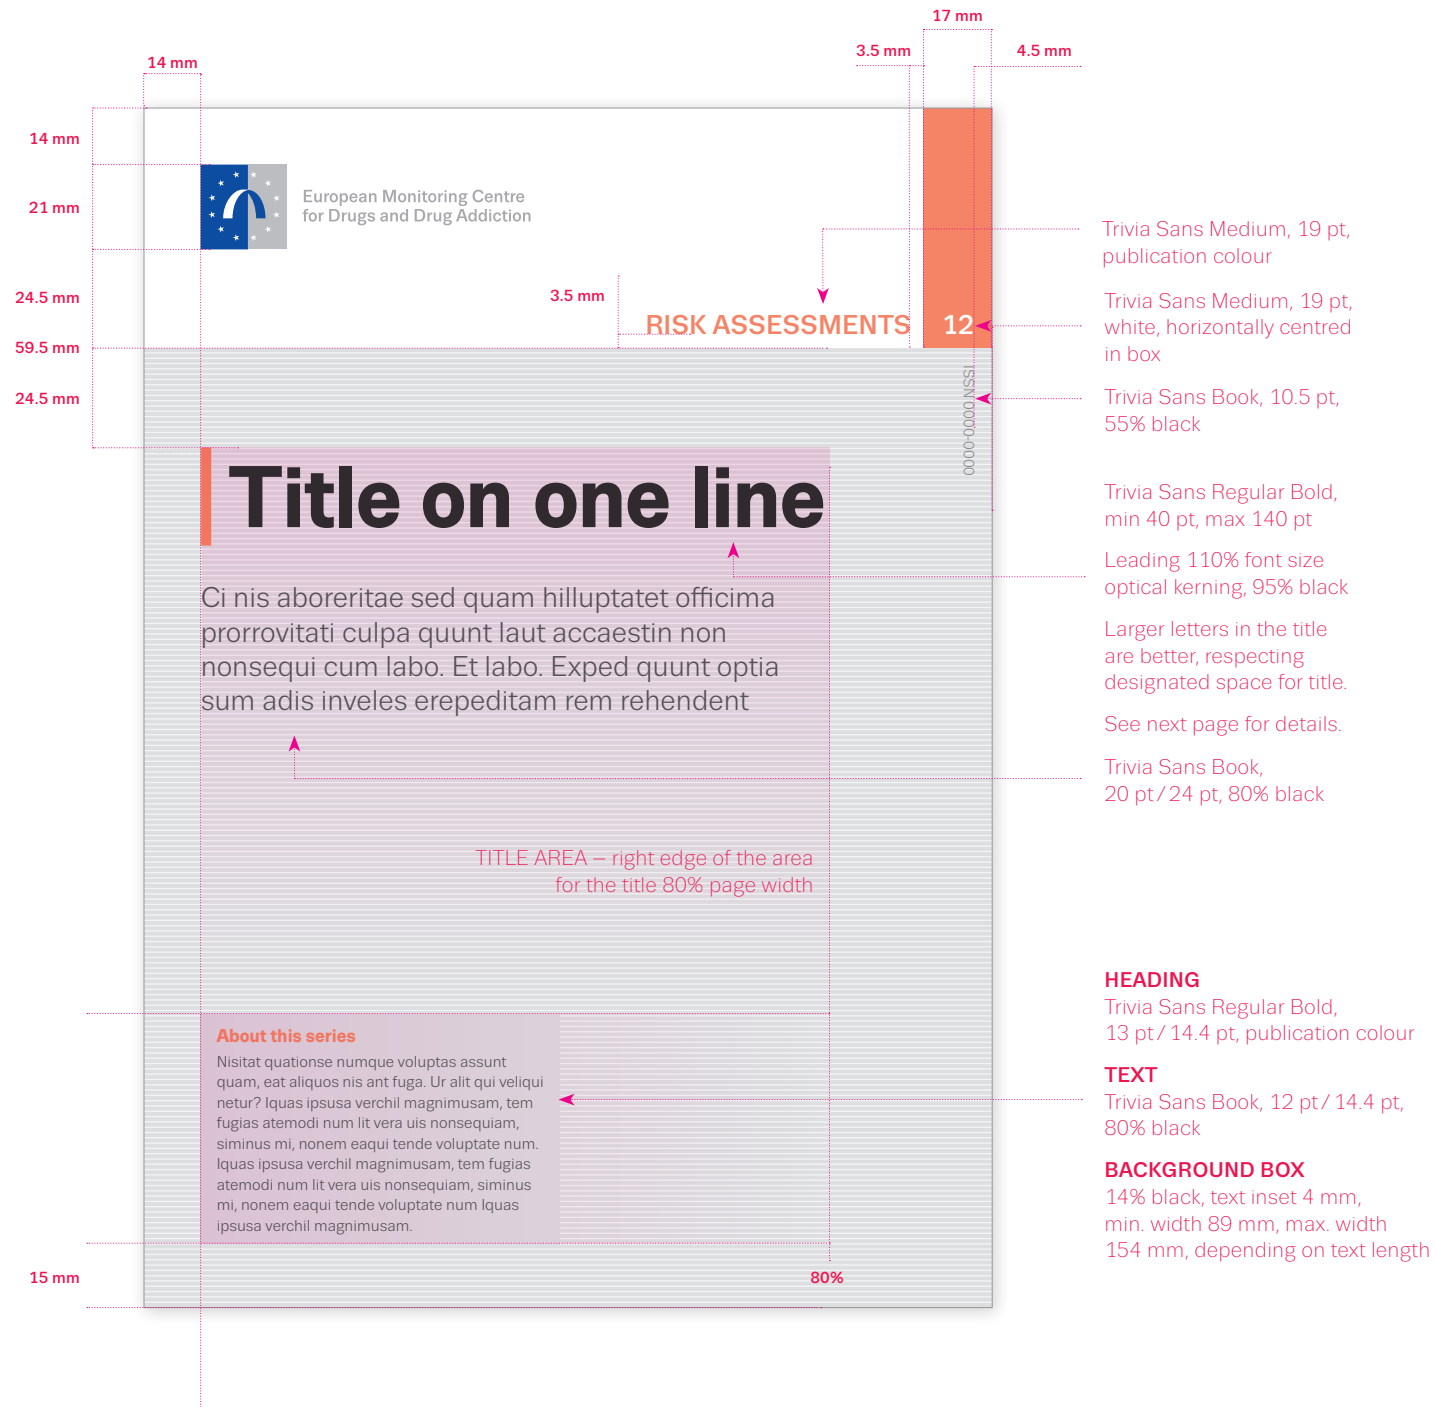 17 mm
3.5 mm
4.5 mm
14 mm
14 mm
21 mm
24.5 mm
59.5 mm
24.5 mm
European Monitoring Centre
for Drugs and Drug Addiction
3.5 mm
RISK ASSESSMENTS
12
ISSN 0000-0000
Title on one line
Ci nis aboreritae sed quam hilluptatet officima
prorrovitati culpa quunt laut accaestin non
nonsequi cum labo. Et labo. Exped quunt optia
sum adis inveles erepeditam rem rehendent
TITLE AREA – right edge of the area
for the title 80% page width
About this series
Nisitat quationse numque voluptas assunt
quam, eat aliquos nis ant fuga. Ur alit qui veliqui
netur? Iquas ipsusa verchil magnimusam, tem
fugias atemodi num lit vera uis nonsequiam,
siminus mi, nonem eaqui tende voluptate num.
Iquas ipsusa verchil magnimusam, tem fugias
atemodi num lit vera uis nonsequiam, siminus
mi, nonem eaqui tende voluptate num Iquas
ipsusa verchil magnimusam.
15 mm
80%
Trivia Sans Medium, 19 pt,
publication colour
Trivia Sans Medium, 19 pt,
white, horizontally centred
in box
Trivia Sans Book, 10.5 pt,
55% black
Trivia Sans Regular Bold,
min 40 pt, max 140 pt
Leading 110% font size
optical kerning, 95% black
Larger letters in the title
are better, respecting
designated space for title.
See next page for details.
Trivia Sans Book,
20 pt / 24 pt, 80% black
HEADING
Trivia Sans Regular Bold,
13 pt / 14.4 pt, publication colour
TEXT
Trivia Sans Book, 12 pt / 14.4 pt,
80% black
BACKGROUND BOX
14% black, text inset 4 mm,
min. width 89 mm, max. width
154 mm, depending on text length